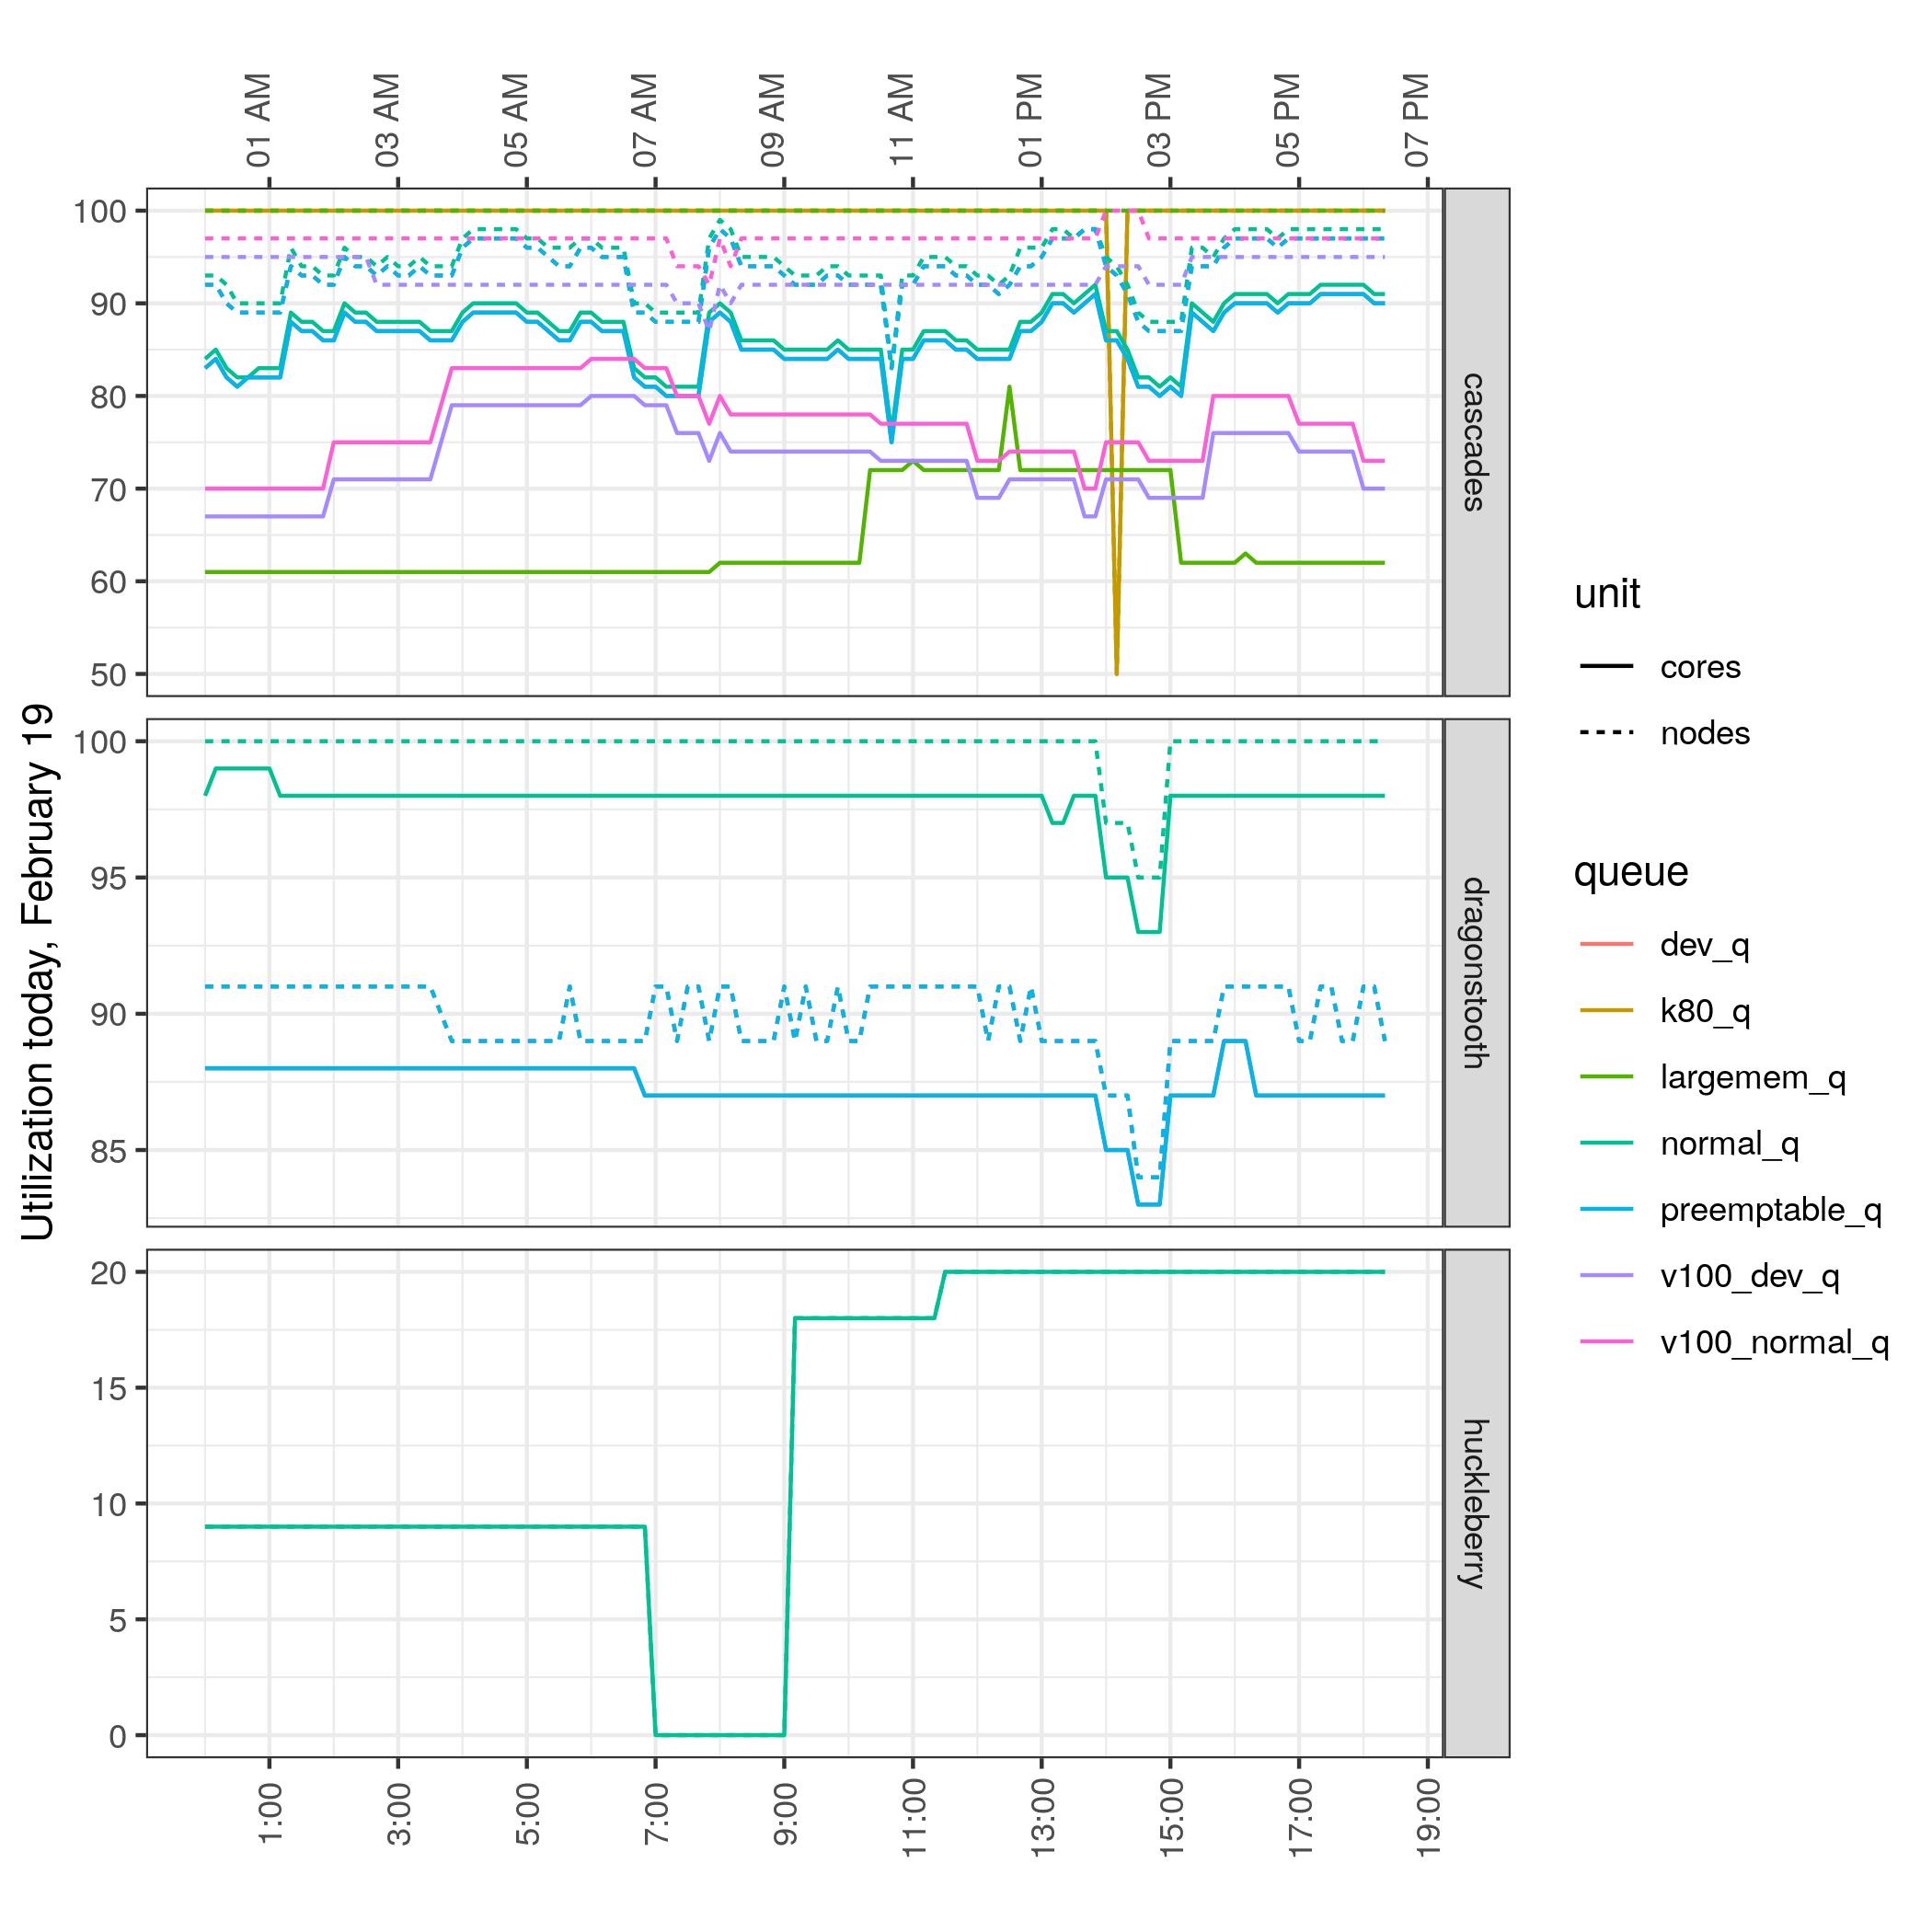 01 AM
03 AM
05 AM
07 AM
09 AM
11 AM
01 PM
03 PM
05 PM
07 PM
Utilization today, February 19
100
90
80
70
60
50
cascades
100
95
90
85
dragonstooth
20
15
10
5
0
huckleberry
1:00
3:00
5:00
7:00
9:00
11:00
13:00
15:00
17:00
19:00
unit
cores
nodes
queue
dev_q
k80_q
largemem_q
normal_q
preemptable_q
v100_dev_q
v100_normal_q